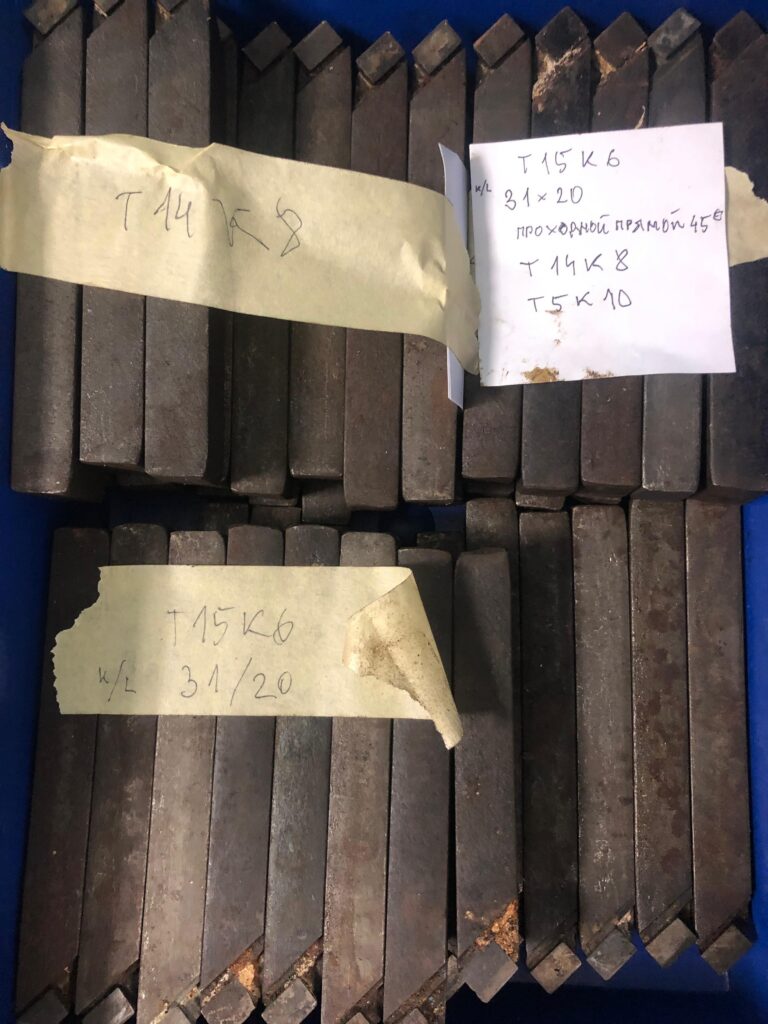 Т 14 К 8
Т 15 К 6
к/L 31 × 20
ПРОХОДНОЙ ПРЯМОЙ 45°
Т 14 К 8
Т 5 К 10
Т 15 К 6
к/L 31/20